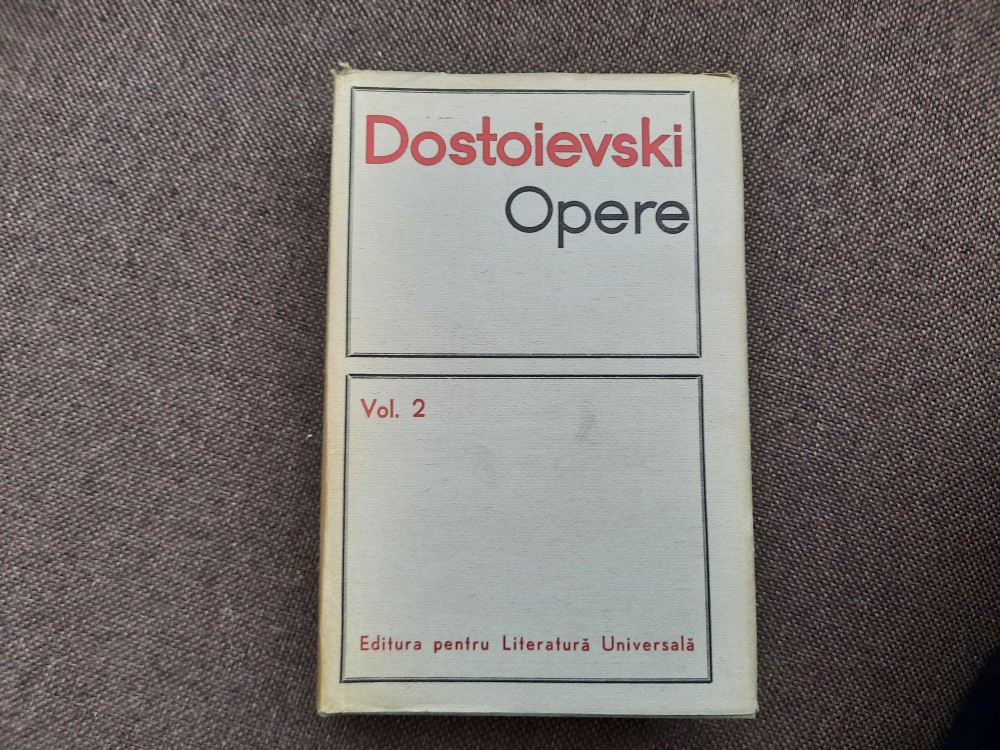 Dostoievski
Opere
Vol. 2
Editura pentru Literatură Universală